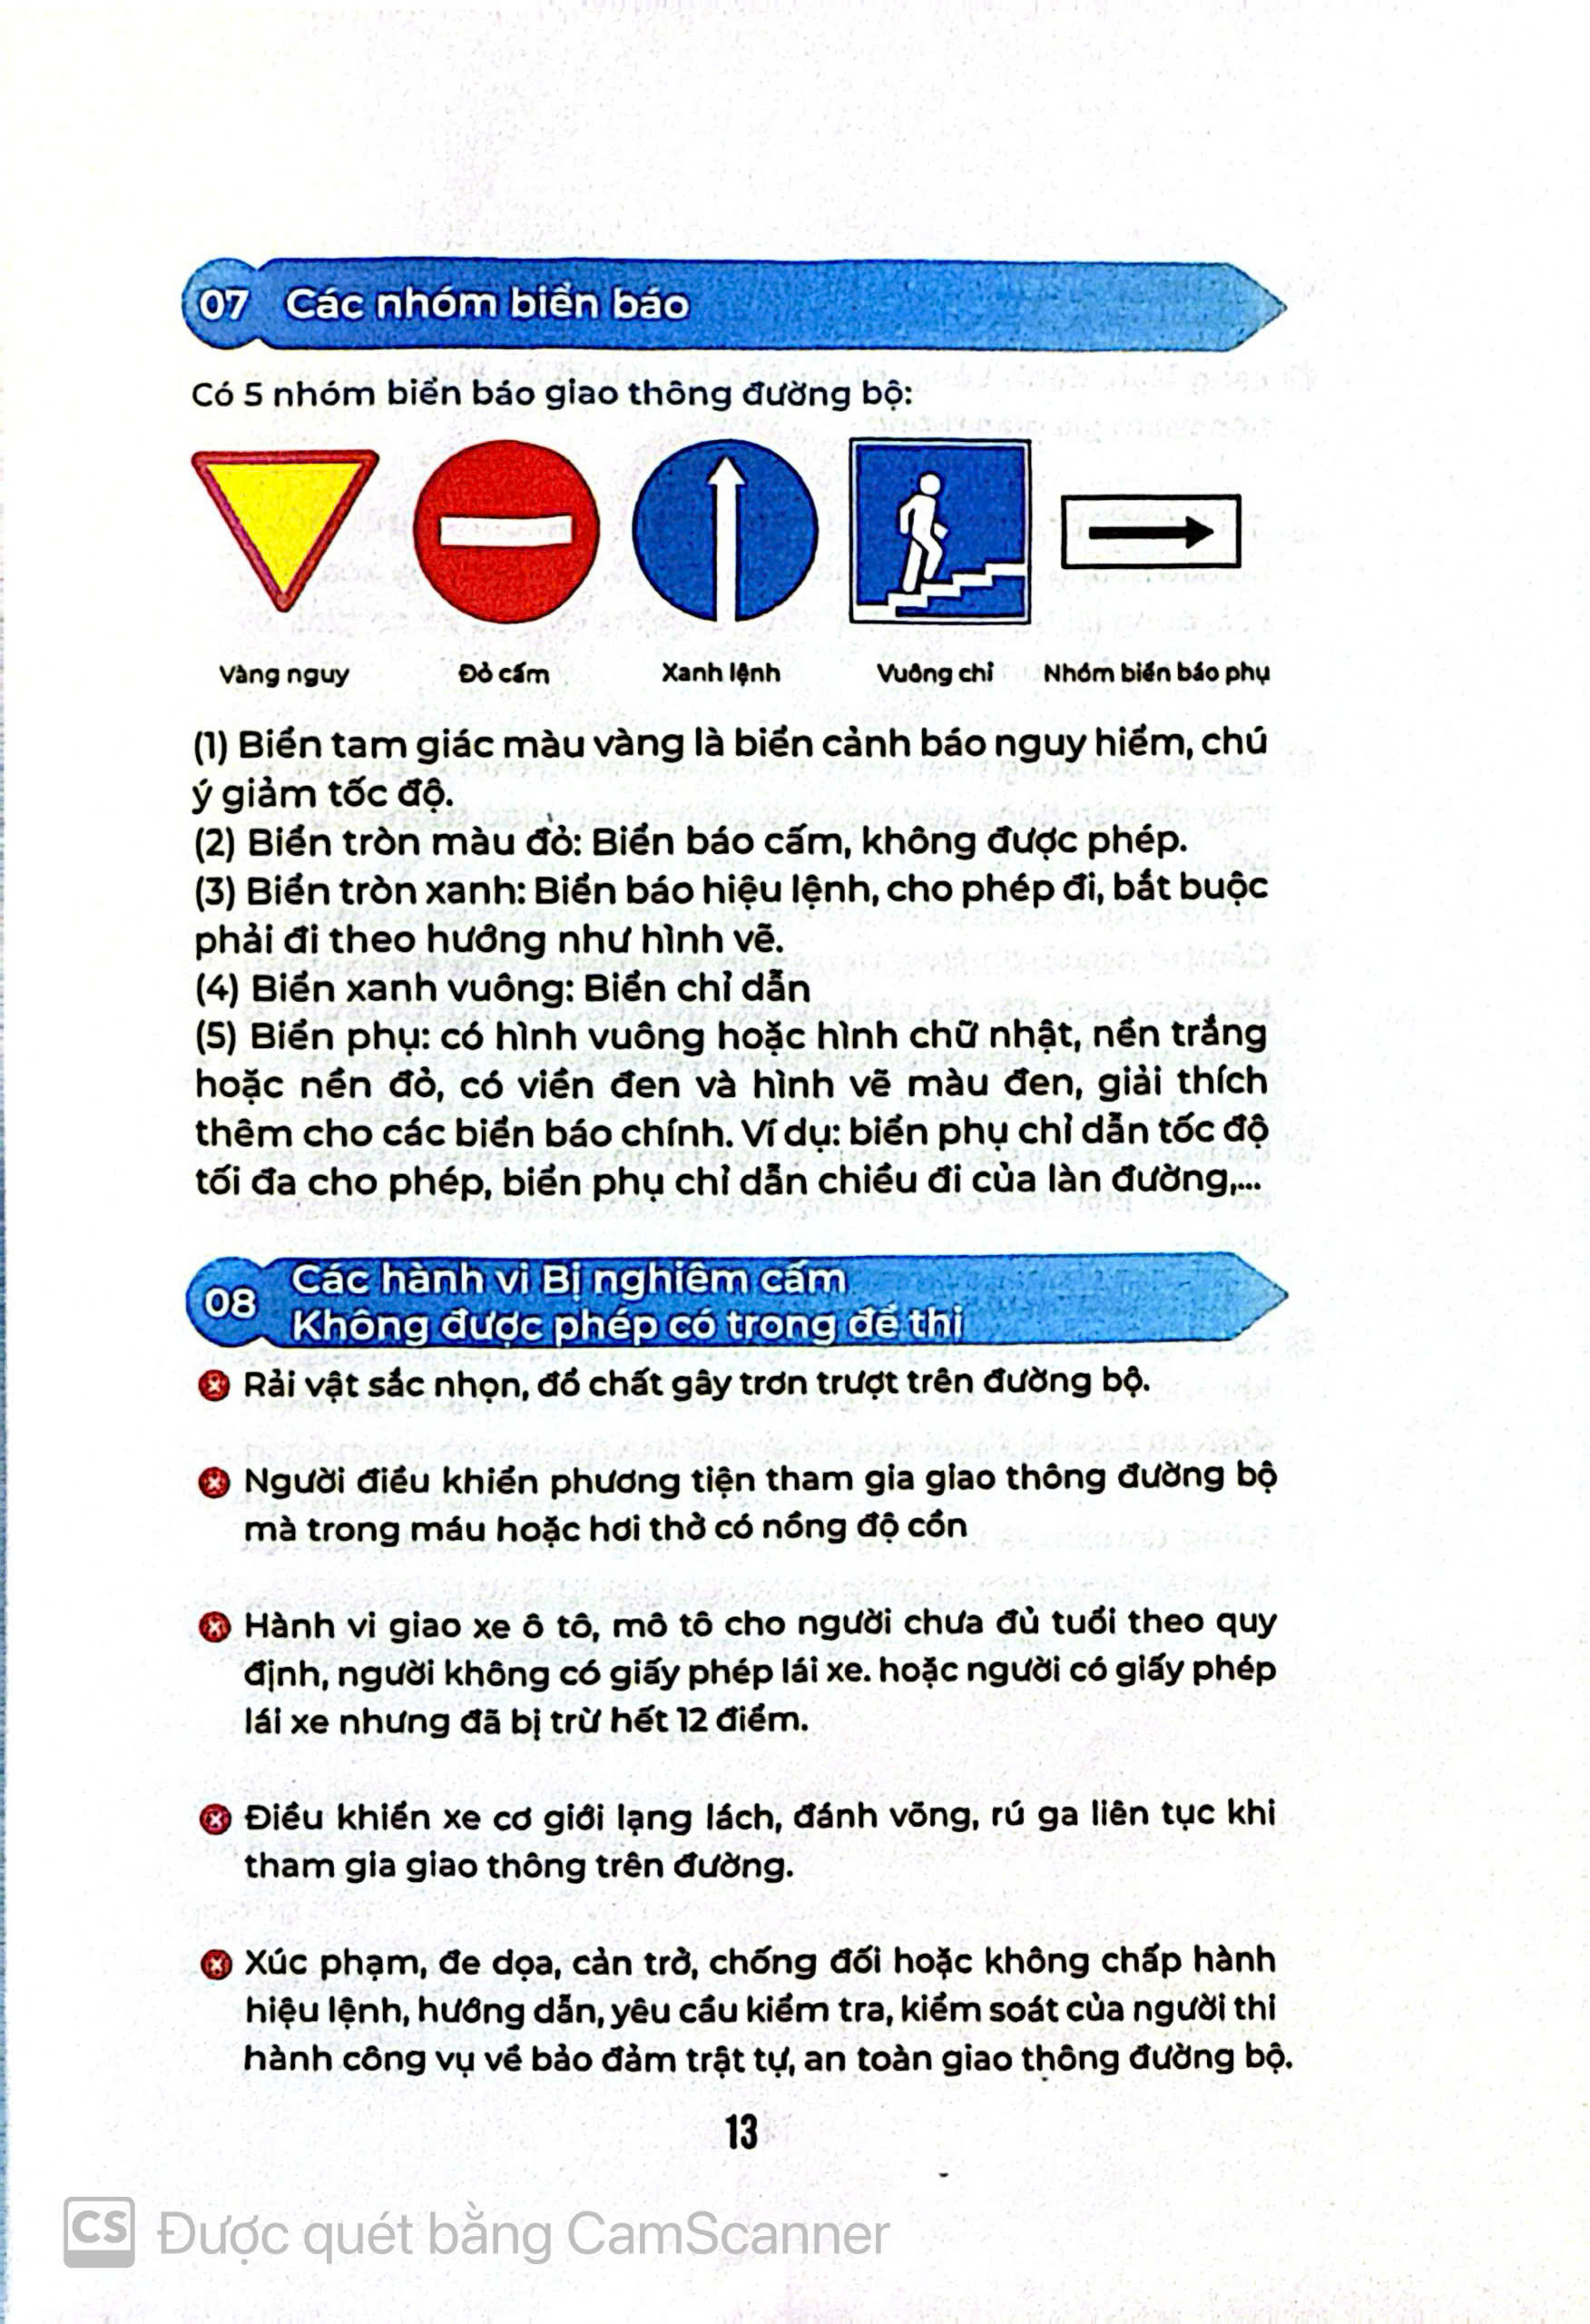 07 Các nhóm biển báo
Có 5 nhóm biển báo giao thông đường bộ:
Vàng nguy Đỏ cấm Xanh lệnh Vuông chỉ Nhóm biển báo phụ
(1) Biển tam giác màu vàng là biển cảnh báo nguy hiểm, chú
ý giảm tốc độ.
(2) Biển tròn màu đỏ: Biển báo cấm, không được phép.
(3) Biển tròn xanh: Biển báo hiệu lệnh, cho phép đi, bắt buộc
phải đi theo hướng như hình vẽ.
(4) Biển xanh vuông: Biển chỉ dẫn
(5) Biển phụ: có hình vuông hoặc hình chữ nhật, nền trắng
hoặc nền đỏ, có viền đen và hình vẽ màu đen, giải thích
thêm cho các biển báo chính. Ví dụ: biển phụ chỉ dẫn tốc độ
tối đa cho phép, biển phụ chỉ dẫn chiều đi của làn đường,...
08 Các hành vi Bị nghiêm cấm
Không được phép có trong đề thi
Rải vật sắc nhọn, đổ chất gây trơn trượt trên đường bộ.
Người điều khiển phương tiện tham gia giao thông đường bộ
mà trong máu hoặc hơi thở có nồng độ cồn
Hành vi giao xe ô tô, mô tô cho người chưa đủ tuổi theo quy
định, người không có giấy phép lái xe. hoặc người có giấy phép
lái xe nhưng đã bị trừ hết 12 điểm.
Điều khiển xe cơ giới lạng lách, đánh võng, rú ga liên tục khi
tham gia giao thông trên đường.
Xúc phạm, đe dọa, cản trở, chống đối hoặc không chấp hành
hiệu lệnh, hướng dẫn, yêu cầu kiểm tra, kiểm soát của người thi
hành công vụ về bảo đảm trật tự, an toàn giao thông đường bộ.
13
CS Được quét bằng CamScanner